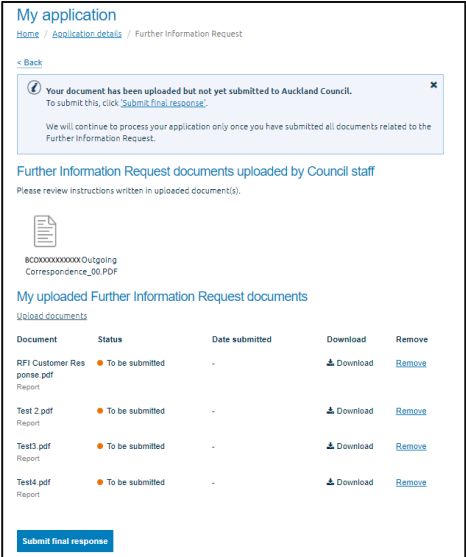 My application
Home / Application details / Further Information Request
< Back
Your document has been uploaded but not yet submitted to Auckland Council.
To submit this, click 'Submit final response'.
We will continue to process your application only once you have submitted all documents related to the
Further Information Request.
Further Information Request documents uploaded by Council staff
Please review instructions written in uploaded document(s).
BCOXXXXXXXXXXOutgoing
Correspondence_00.PDF
My uploaded Further Information Request documents
Upload documents
Document Status Date submitted Download Remove
RFI Customer Res
ponse.pdf To be submitted - Download Remove
Report
Test 2.pdf To be submitted - Download Remove
Report
Test3.pdf To be submitted - Download Remove
Report
Test4.pdf To be submitted - Download Remove
Report
Submit final response